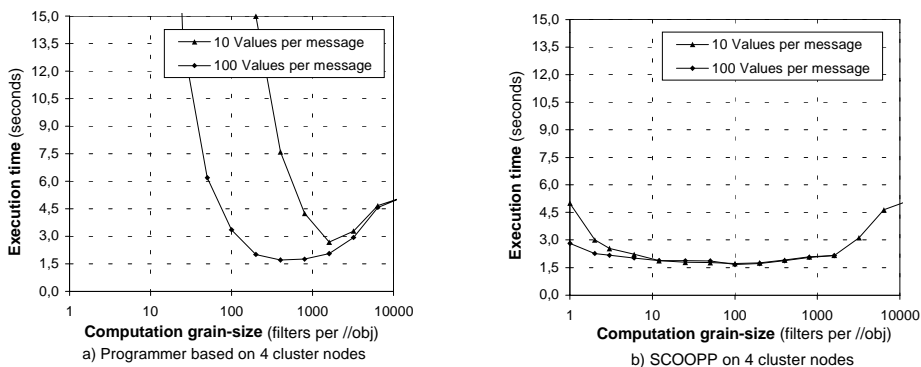 15,0
13,5
12,0
10,5
9,0
7,5
6,0
4,5
3,0
1,5
0,0
Execution time (seconds)
10 Values per message
100 Values per message
1 10 100 1000 10000
Computation grain-size (filters per //obj)
a) Programmer based on 4 cluster nodes
15,0
13,5
12,0
10,5
9,0
7,5
6,0
4,5
3,0
1,5
0,0
Execution time (seconds)
10 Values per message
100 Values per message
1 10 100 1000 10000
Computation grain-size (filters per //obj)
b) SCOOPP on 4 cluster nodes